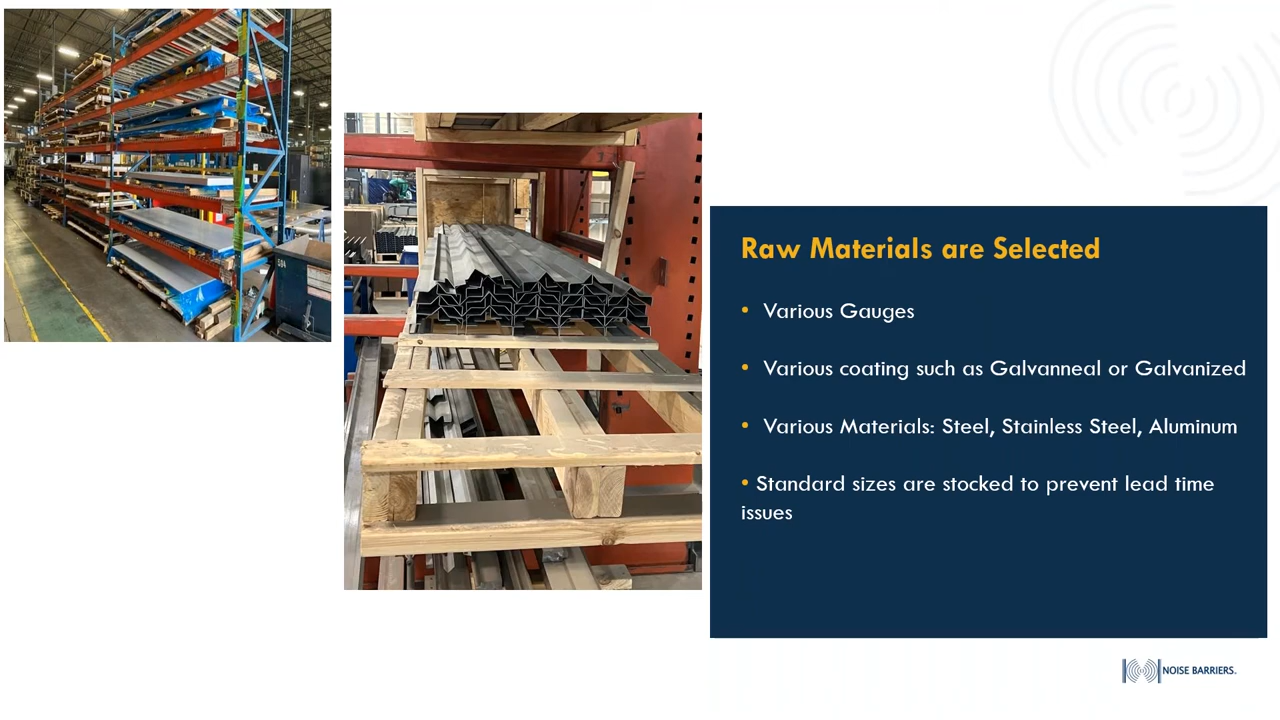 Raw Materials are Selected
• Various Gauges
• Various coating such as Galvanneal or Galvanized
• Various Materials: Steel, Stainless Steel, Aluminum
• Standard sizes are stocked to prevent lead time
issues
NOISE BARRIERS